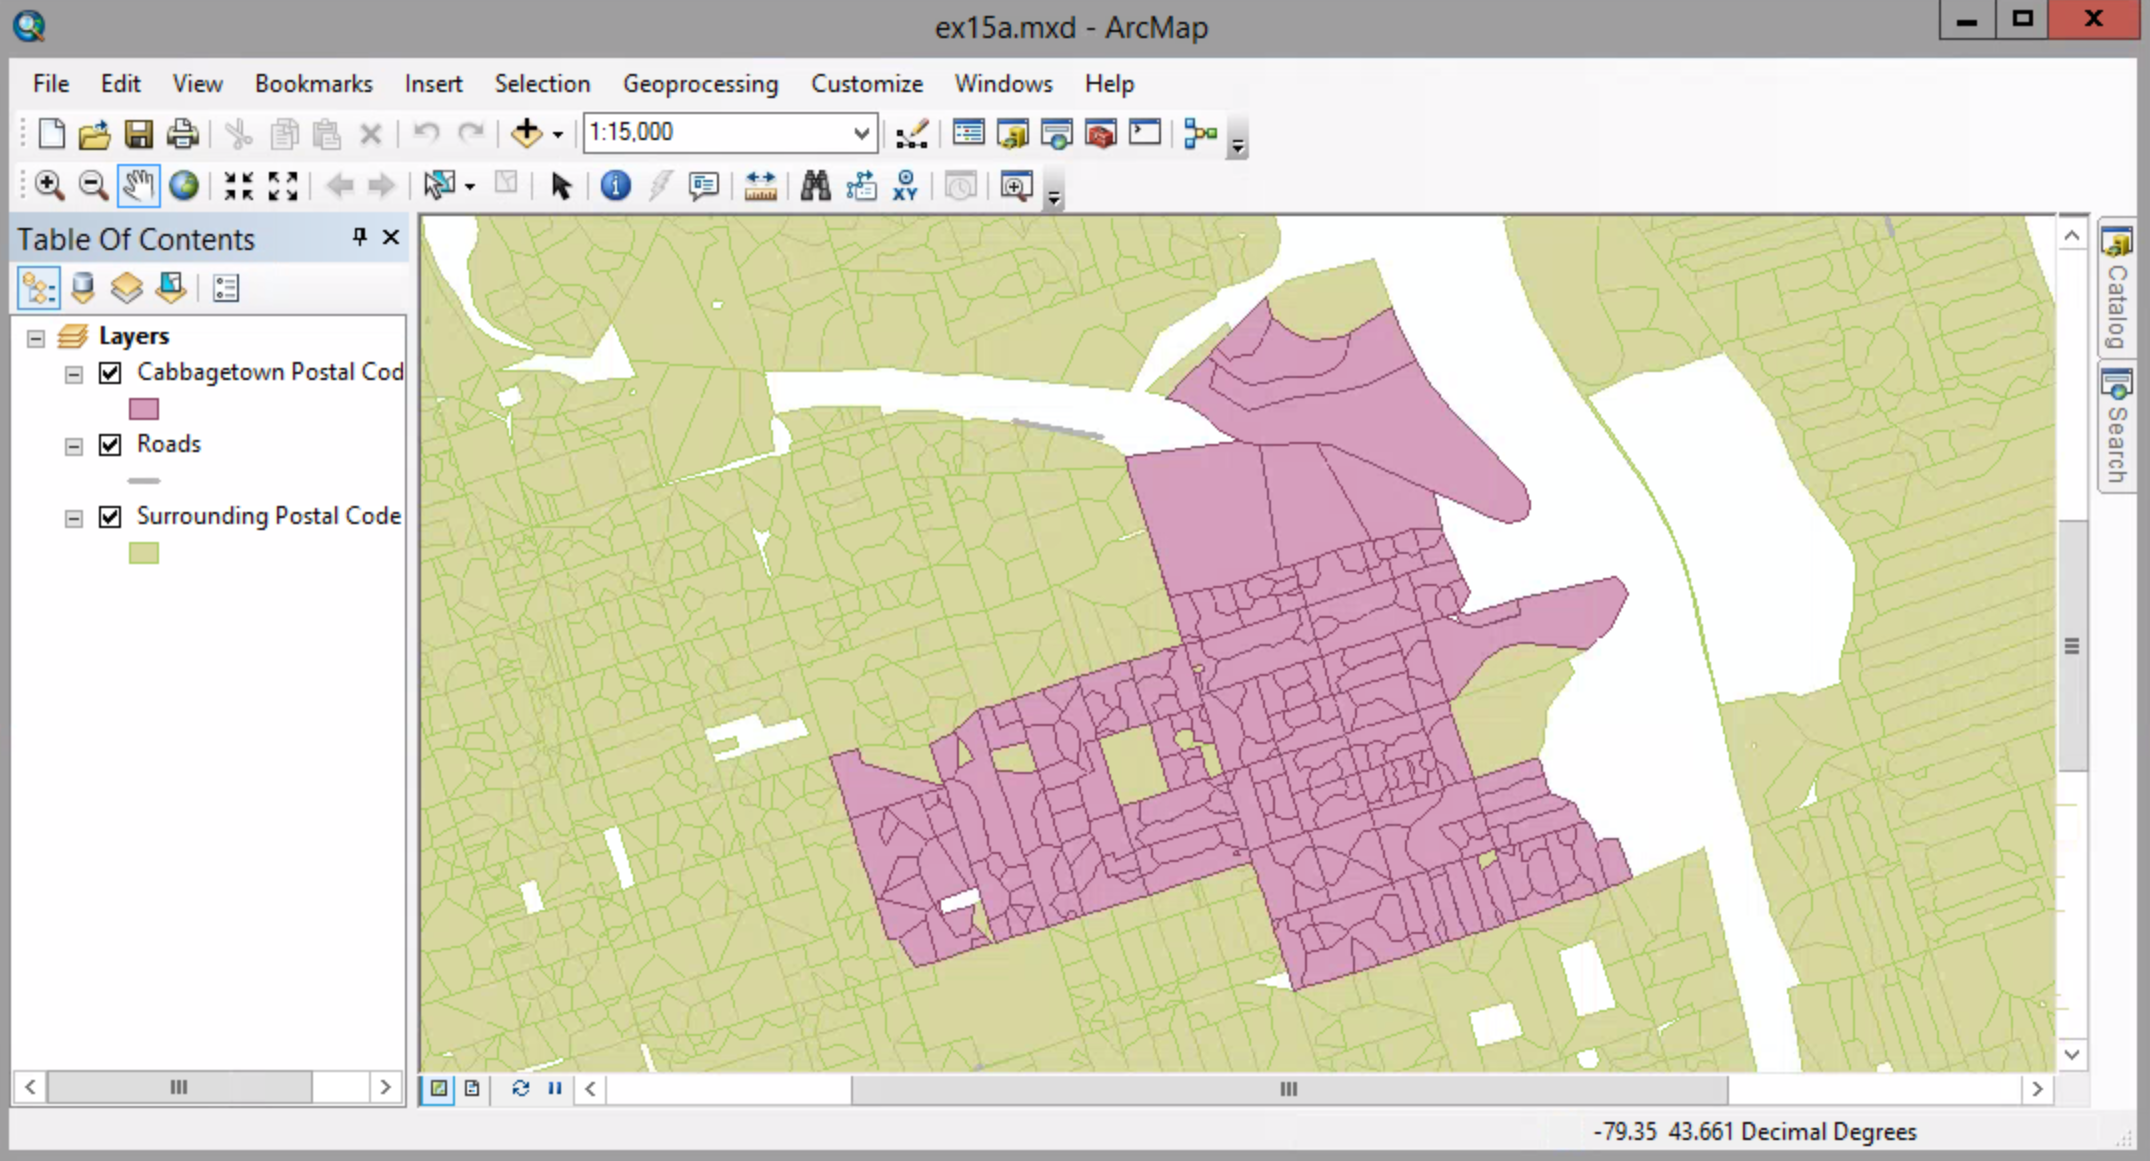 ex15a.mxd - ArcMap
File Edit View Bookmarks Insert Selection Geoprocessing Customize Windows Help
1:15,000
XY
Table Of Contents
Layers
Cabbagetown Postal Cod
Roads
Surrounding Postal Code
Catalog
Search
-79.35 43.661 Decimal Degrees